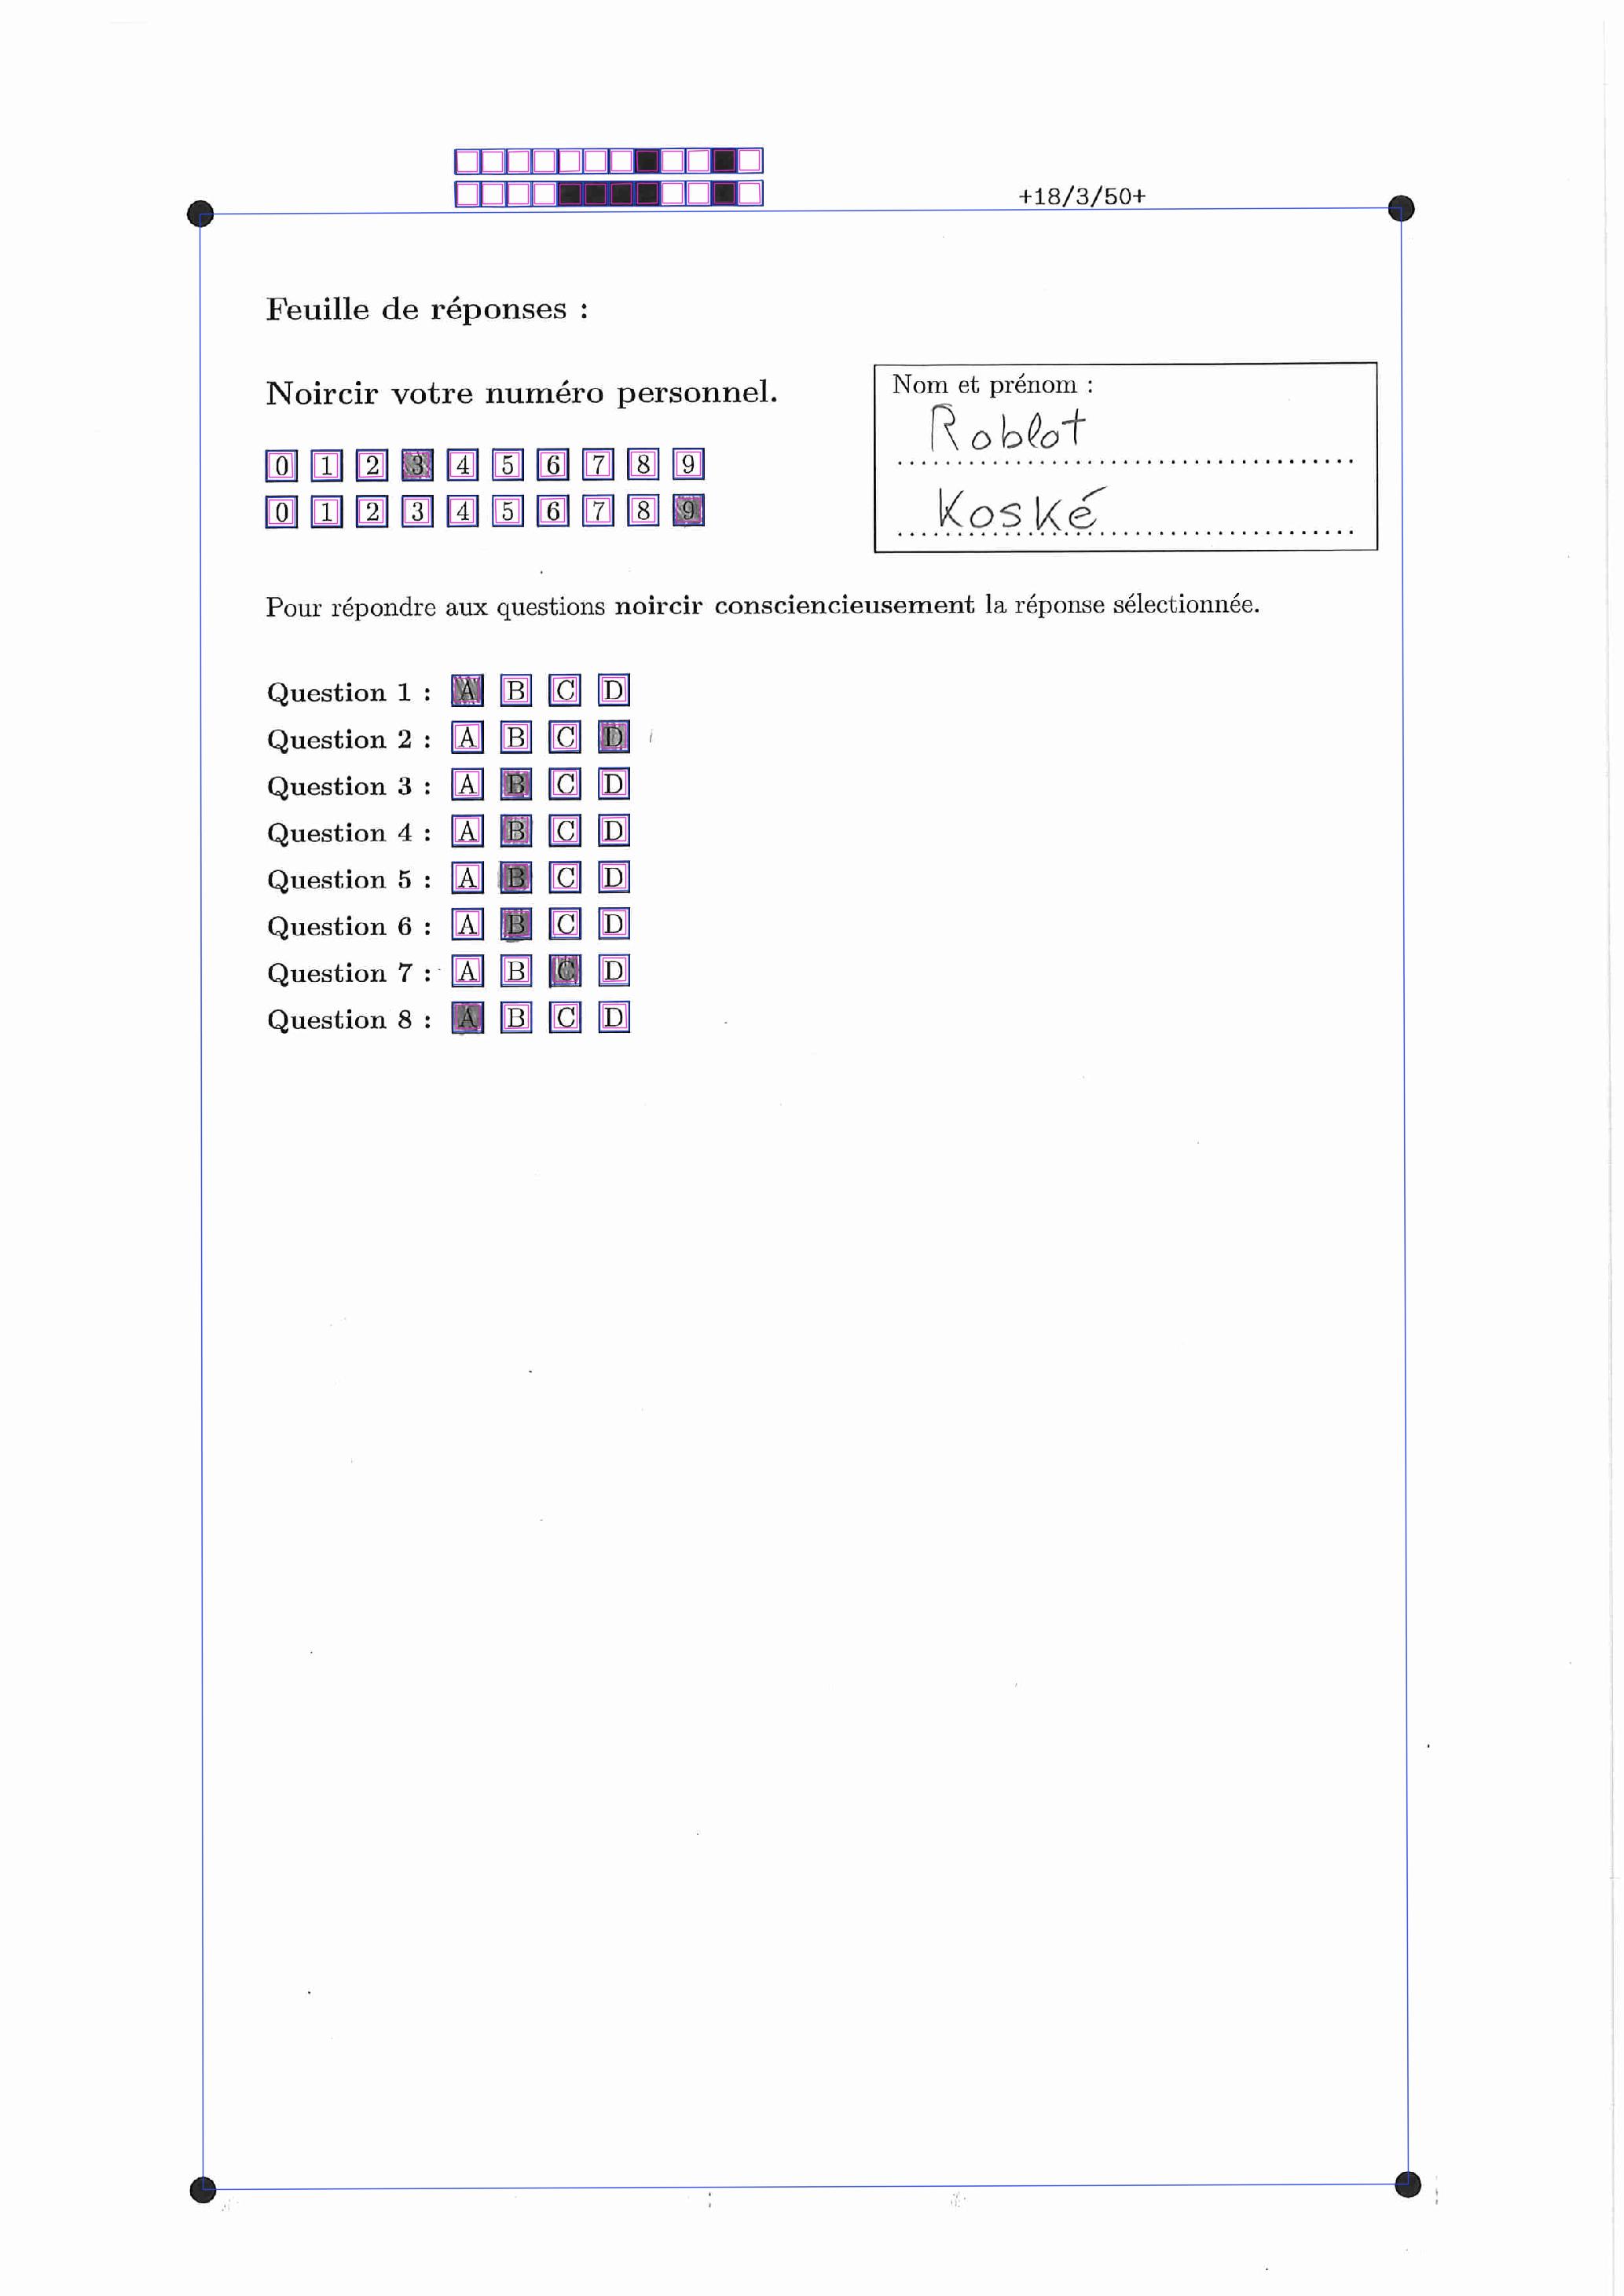 +18/3/50+
Feuille de réponses :
Noircir votre numéro personnel.
0 1 2 3 4 5 6 7 8 9
0 1 2 3 4 5 6 7 8 9
Nom et prénom :
Roblot
Koské
Pour répondre aux questions noircir consciencieusement la réponse sélectionnée.
Question 1 : A B C D
Question 2 : A B C D
Question 3 : A B C D
Question 4 : A B C D
Question 5 : A B C D
Question 6 : A B C D
Question 7 : A B C D
Question 8 : A B C D